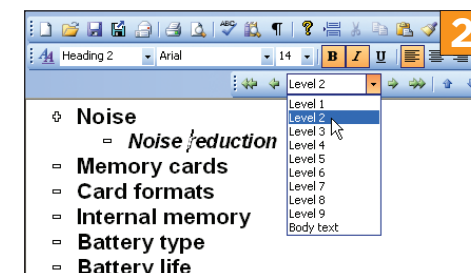 2
ABC
Heading 2 Arial 14 B I U
Level 2
Level 1
Level 2
Level 3
Level 4
Level 5
Level 6
Level 7
Level 8
Level 9
Body text
Noise
Noise reduction
Memory cards
Card formats
Internal memory
Battery type
Battery life